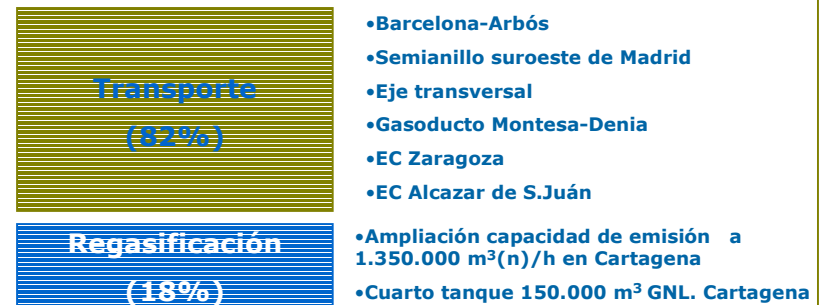 Transporte
(82%)
•Barcelona-Arbós
•Semianillo suroeste de Madrid
•Eje transversal
•Gasoducto Montesa-Denia
•EC Zaragoza
•EC Alcazar de S.Juán
Regasificación
(18%)
•Ampliación capacidad de emisión a
1.350.000 m³(n)/h en Cartagena
•Cuarto tanque 150.000 m³ GNL. Cartagena